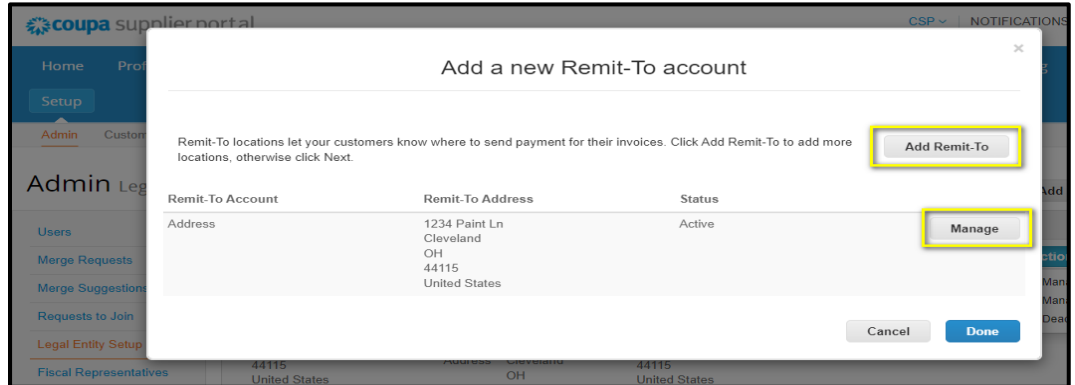 coupa supplier portal
CSP NOTIFICATIONS
Home
Setup
Admin
Admin
Users
Merge Requests
Merge Suggestions
Requests to Join
Legal Entity Setup
Fiscal Representatives
×
Add a new Remit-To account
Remit-To locations let your customers know where to send payment for their invoices. Click Add Remit-To to add more
locations, otherwise click Next.
Add Remit-To
Remit-To Account Remit-To Address Status
Address 1234 Paint Ln Active Manage
Cleveland
OH
44115
United States
Cancel Done
Add
44115 Address Cleveland 44115
United States OH United States